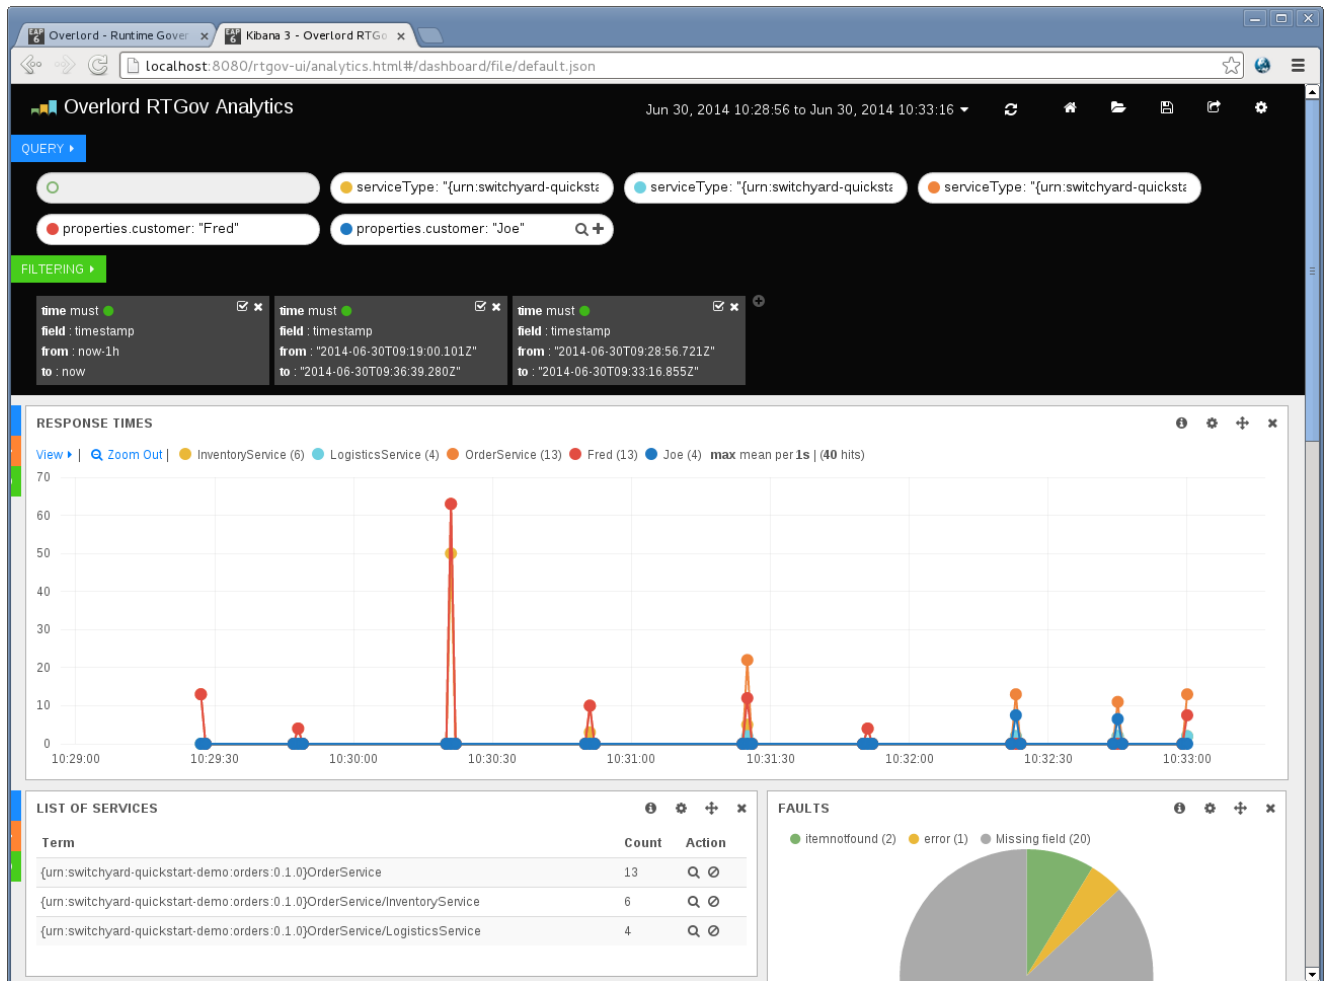 Overlord - Runtime Gover x
Kibana 3 - Overlord RTGo x
localhost:8080/rtgov-ui/analytics.html#/dashboard/file/default.json
Overlord RTGov Analytics
Jun 30, 2014 10:28:56 to Jun 30, 2014 10:33:16
QUERY
serviceType: "{urn:switchyard-quicksta
serviceType: "{urn:switchyard-quicksta
serviceType: "{urn:switchyard-quicksta
properties.customer: "Fred"
properties.customer: "Joe"
FILTERING
time must
field : timestamp
from : now-1h
to : now
time must
field : timestamp
from : "2014-06-30T09:19:00.101Z"
to : "2014-06-30T09:36:39.280Z"
time must
field : timestamp
from : "2014-06-30T09:28:56.721Z"
to : "2014-06-30T09:33:16.855Z"
RESPONSE TIMES
View | Zoom Out | InventoryService (6) LogisticsService (4) OrderService (13) Fred (13) Joe (4) max mean per 1s | (40 hits)
70
60
50
40
30
20
10
0
10:29:00 10:29:30 10:30:00 10:30:30 10:31:00 10:31:30 10:32:00 10:32:30 10:33:00
LIST OF SERVICES
Term Count Action
{urn:switchyard-quickstart-demo:orders:0.1.0}OrderService 13
{urn:switchyard-quickstart-demo:orders:0.1.0}OrderService/InventoryService 6
{urn:switchyard-quickstart-demo:orders:0.1.0}OrderService/LogisticsService 4
FAULTS
itemnotfound (2) error (1) Missing field (20)